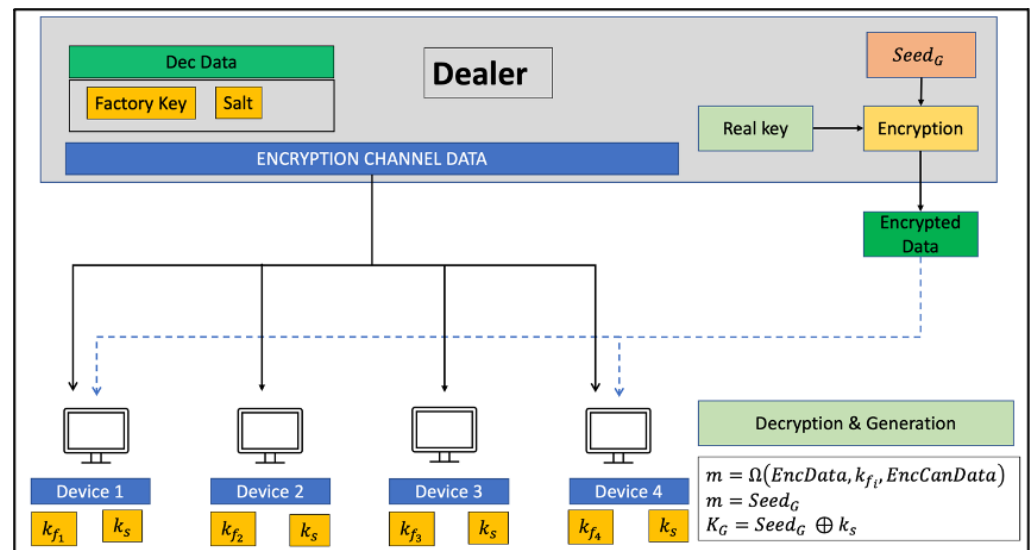 Dec Data
Factory Key
Salt
Dealer
Seed_G
Real key
Encryption
ENCRYPTION CHANNEL DATA
Encrypted
Data
Decryption & Generation
m = Ω(EncData, k_{f_i}, EncCanData)
m = Seed_G
K_G = Seed_G ⊕ k_s
Device 1
Device 2
Device 3
Device 4
k_{f_1}
k_s
k_{f_2}
k_s
k_{f_3}
k_s
k_{f_4}
k_s